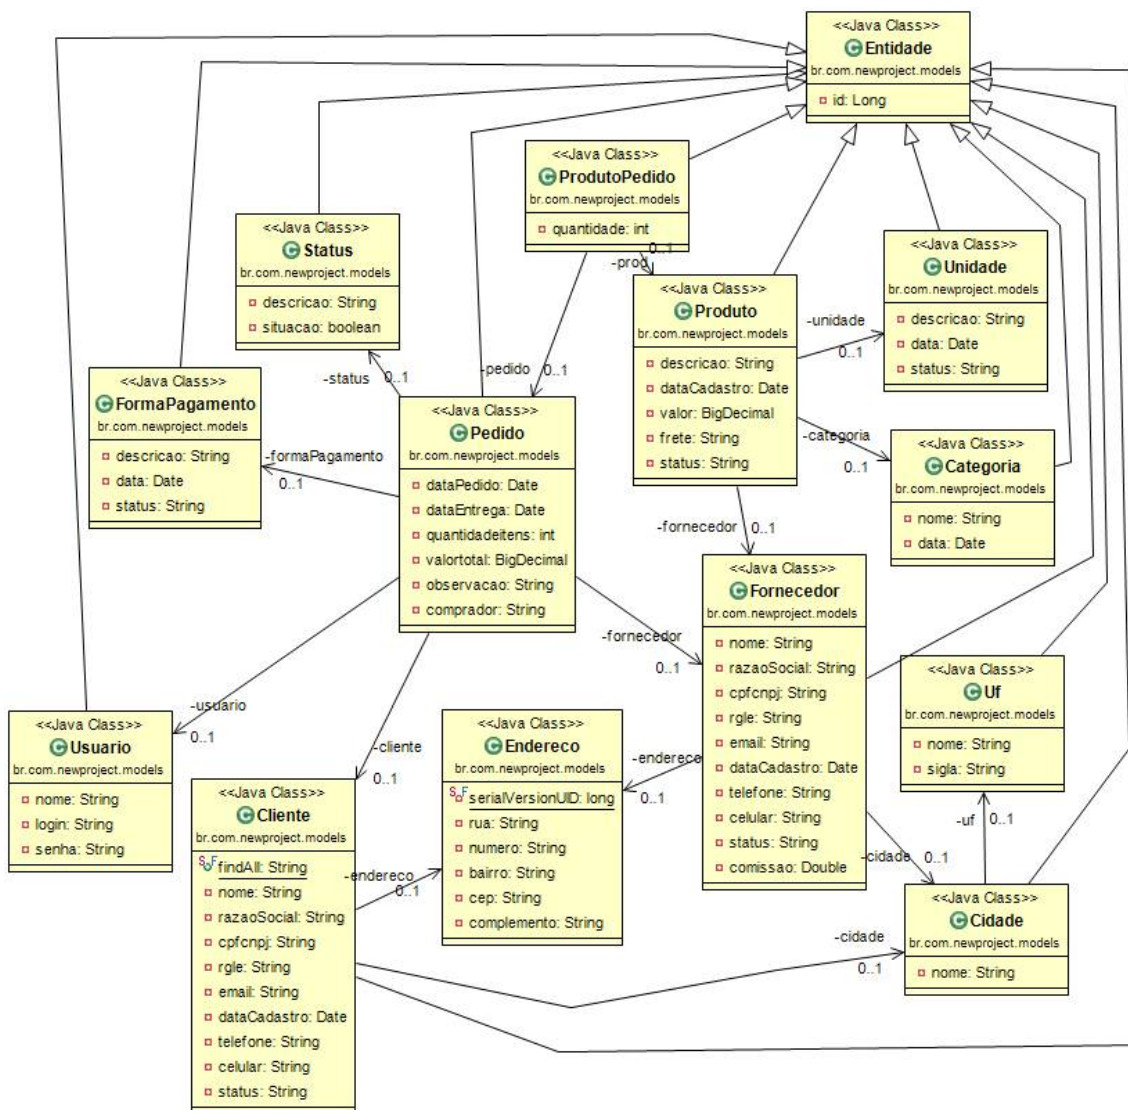 <<Java Class>>
Entidade
br.com.newproject.models
id: Long
<<Java Class>>
ProdutoPedido
br.com.newproject.models
quantidade: int
<<Java Class>>
Status
br.com.newproject.models
descricao: String
situacao: boolean
-prod
0..1
<<Java Class>>
Unidade
br.com.newproject.models
descricao: String
data: Date
status: String
<<Java Class>>
Produto
br.com.newproject.models
descricao: String
dataCadastro: Date
valor: BigDecimal
frete: String
status: String
-unidade
0..1
-status
0..1
-pedido
0..1
<<Java Class>>
FormaPagamento
br.com.newproject.models
descricao: String
data: Date
status: String
-formaPagamento
0..1
<<Java Class>>
Pedido
br.com.newproject.models
dataPedido: Date
dataEntrega: Date
quantidadeitens: int
valortotal: BigDecimal
observacao: String
comprador: String
-categoria
0..1
<<Java Class>>
Categoria
br.com.newproject.models
nome: String
data: Date
-fornecedor
0..1
<<Java Class>>
Fornecedor
br.com.newproject.models
nome: String
razaoSocial: String
cpfcnpj: String
rgIe: String
email: String
dataCadastro: Date
telefone: String
celular: String
status: String
comissao: Double
-fornecedor
0..1
<<Java Class>>
Uf
br.com.newproject.models
nome: String
sigla: String
-usuario
0..1
<<Java Class>>
Usuario
br.com.newproject.models
nome: String
login: String
senha: String
-cliente
0..1
<<Java Class>>
Endereco
br.com.newproject.models
serialVersionUID: long
rua: String
numero: String
bairro: String
cep: String
complemento: String
-endereco
0..1
<<Java Class>>
Cliente
br.com.newproject.models
findAll: String
nome: String
razaoSocial: String
cpfcnpj: String
rgIe: String
email: String
dataCadastro: Date
telefone: String
celular: String
status: String
-endereco
0..1
-uf
0..1
-cidade
0..1
<<Java Class>>
Cidade
br.com.newproject.models
nome: String
-cidade
0..1